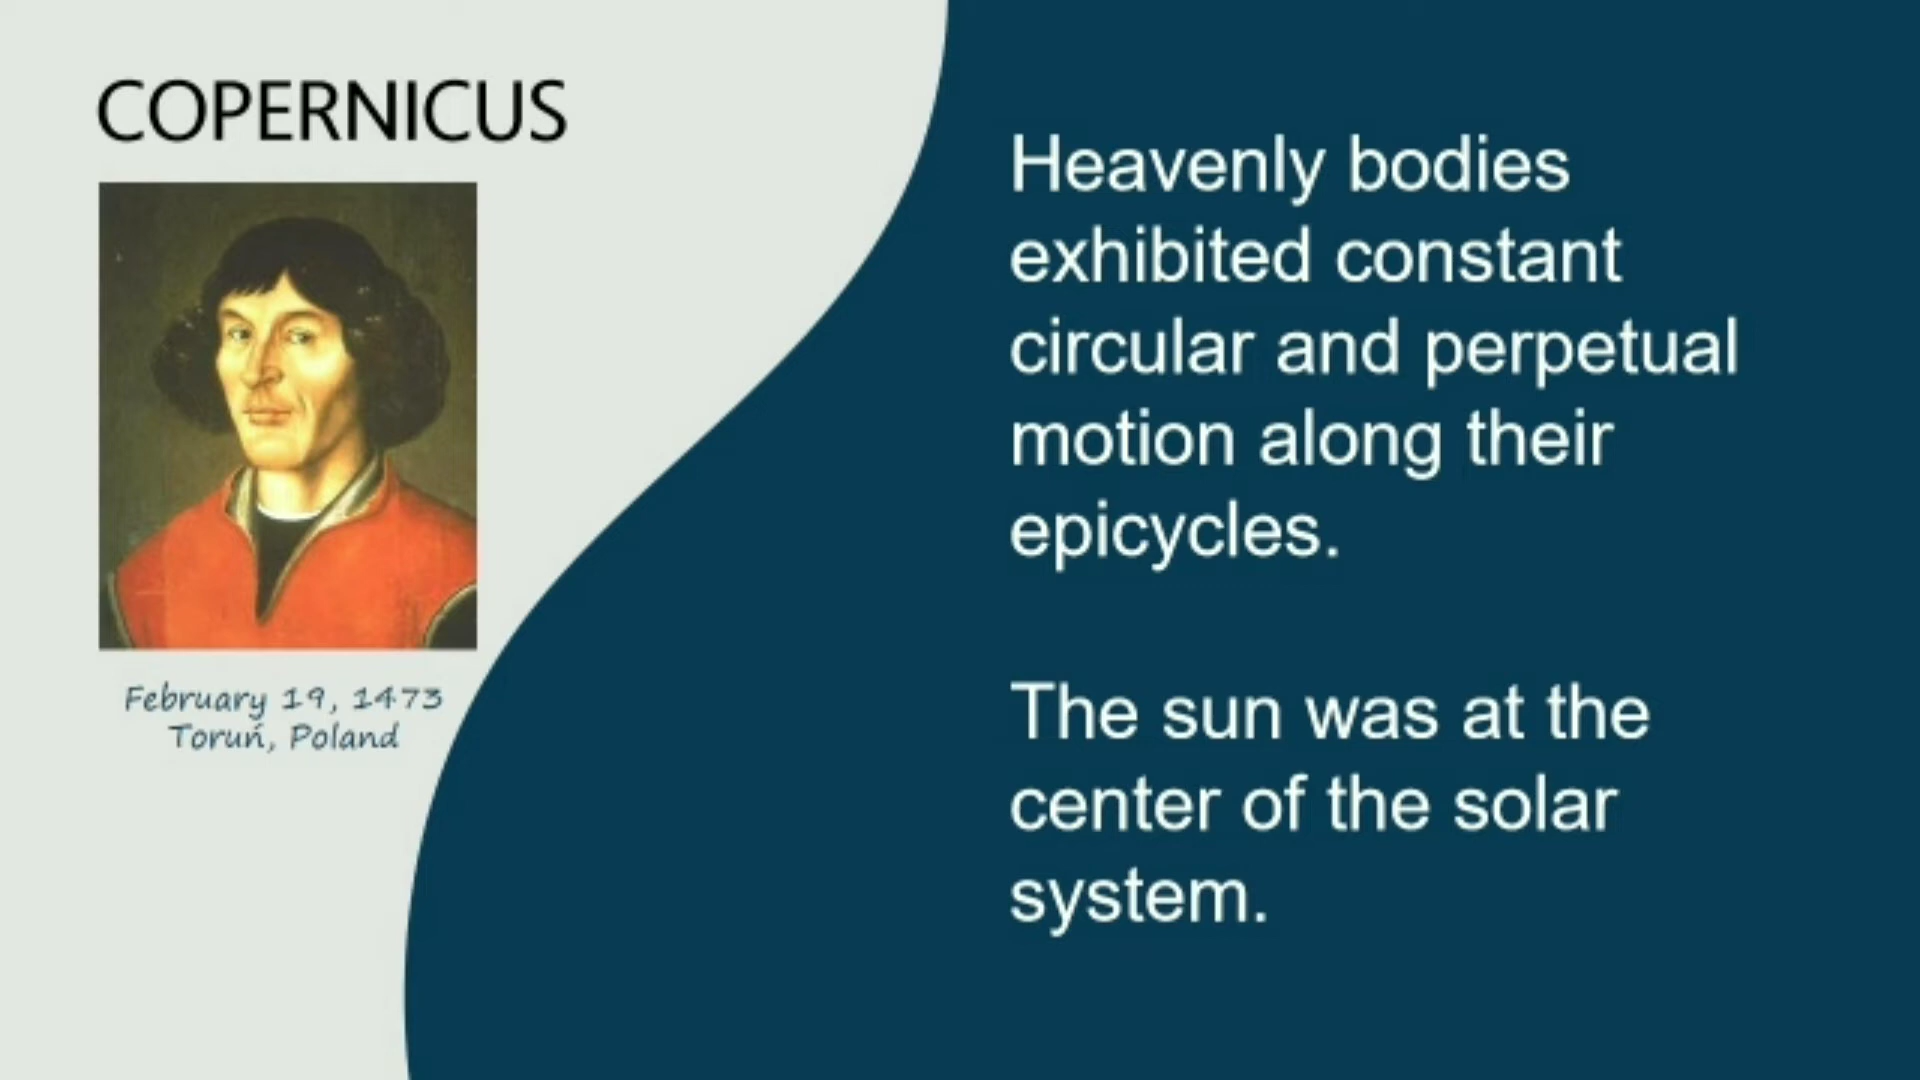 COPERNICUS
February 19, 1473
Toruń, Poland
Heavenly bodies
exhibited constant
circular and perpetual
motion along their
epicycles.
The sun was at the
center of the solar
system.